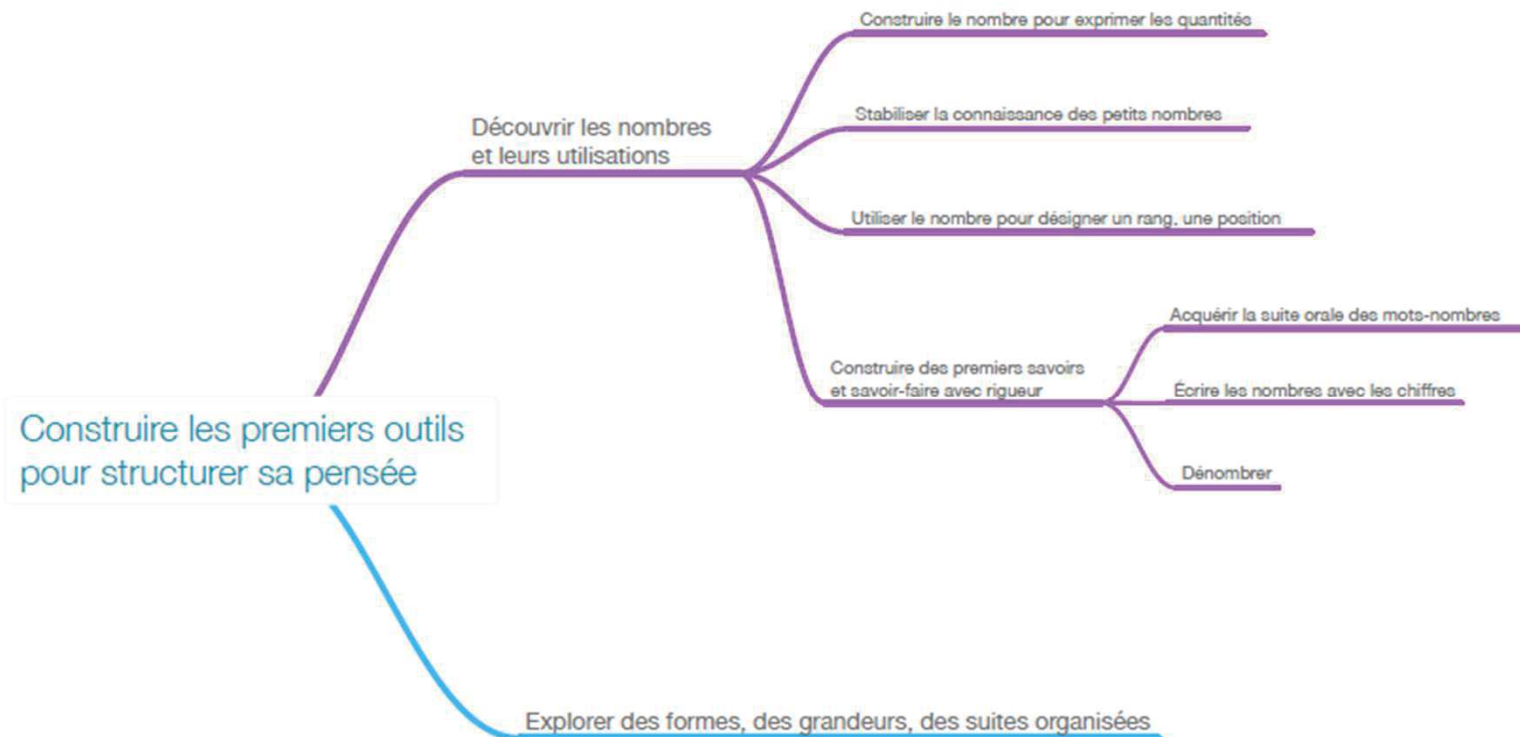 Construire le nombre pour exprimer les quantités
Découvrir les nombres
et leurs utilisations
Stabiliser la connaissance des petits nombres
Utiliser le nombre pour désigner un rang, une position
Construire des premiers savoirs
et savoir-faire avec rigueur
Acquérir la suite orale des mots-nombres
Écrire les nombres avec les chiffres
Dénombrer
Construire les premiers outils
pour structurer sa pensée
Explorer des formes, des grandeurs, des suites organisées